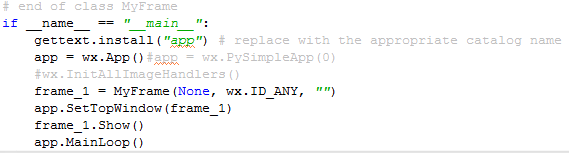 # end of class MyFrame
if __name__ == "__main__":
    gettext.install("app") # replace with the appropriate catalog name
    app = wx.App()#app = wx.PySimpleApp(0)
    #wx.InitAllImageHandlers()
    frame_1 = MyFrame(None, wx.ID_ANY, "")
    app.SetTopWindow(frame_1)
    frame_1.Show()
    app.MainLoop()